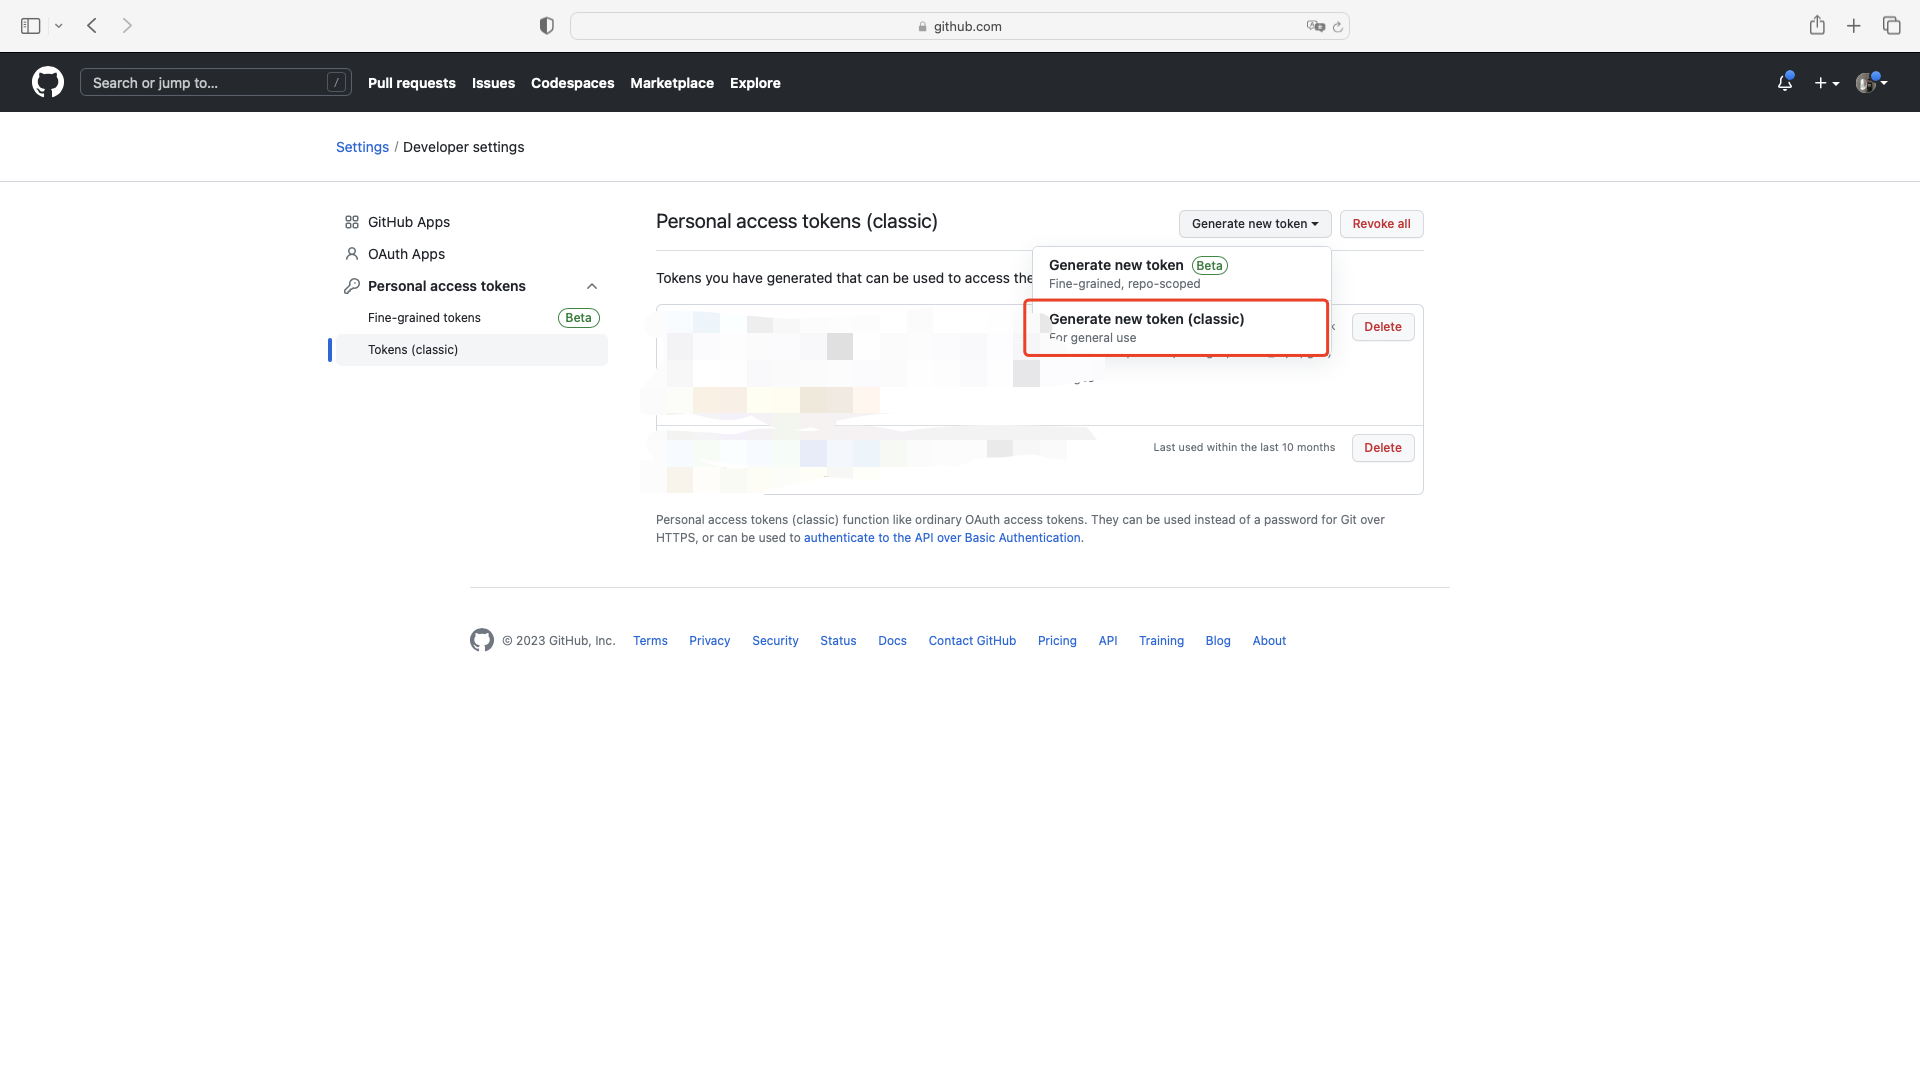 github.com
Search or jump to... /
Pull requests Issues Codespaces Marketplace Explore
Settings / Developer settings
GitHub Apps
OAuth Apps
Personal access tokens
Fine-grained tokens Beta
Tokens (classic)
Personal access tokens (classic)
Generate new token
Revoke all
Tokens you have generated that can be used to access the
Generate new token Beta
Fine-grained, repo-scoped
Generate new token (classic)
For general use
Delete
Last used within the last 10 months
Delete
Personal access tokens (classic) function like ordinary OAuth access tokens. They can be used instead of a password for Git over
HTTPS, or can be used to authenticate to the API over Basic Authentication.
© 2023 GitHub, Inc. Terms Privacy Security Status Docs Contact GitHub Pricing API Training Blog About